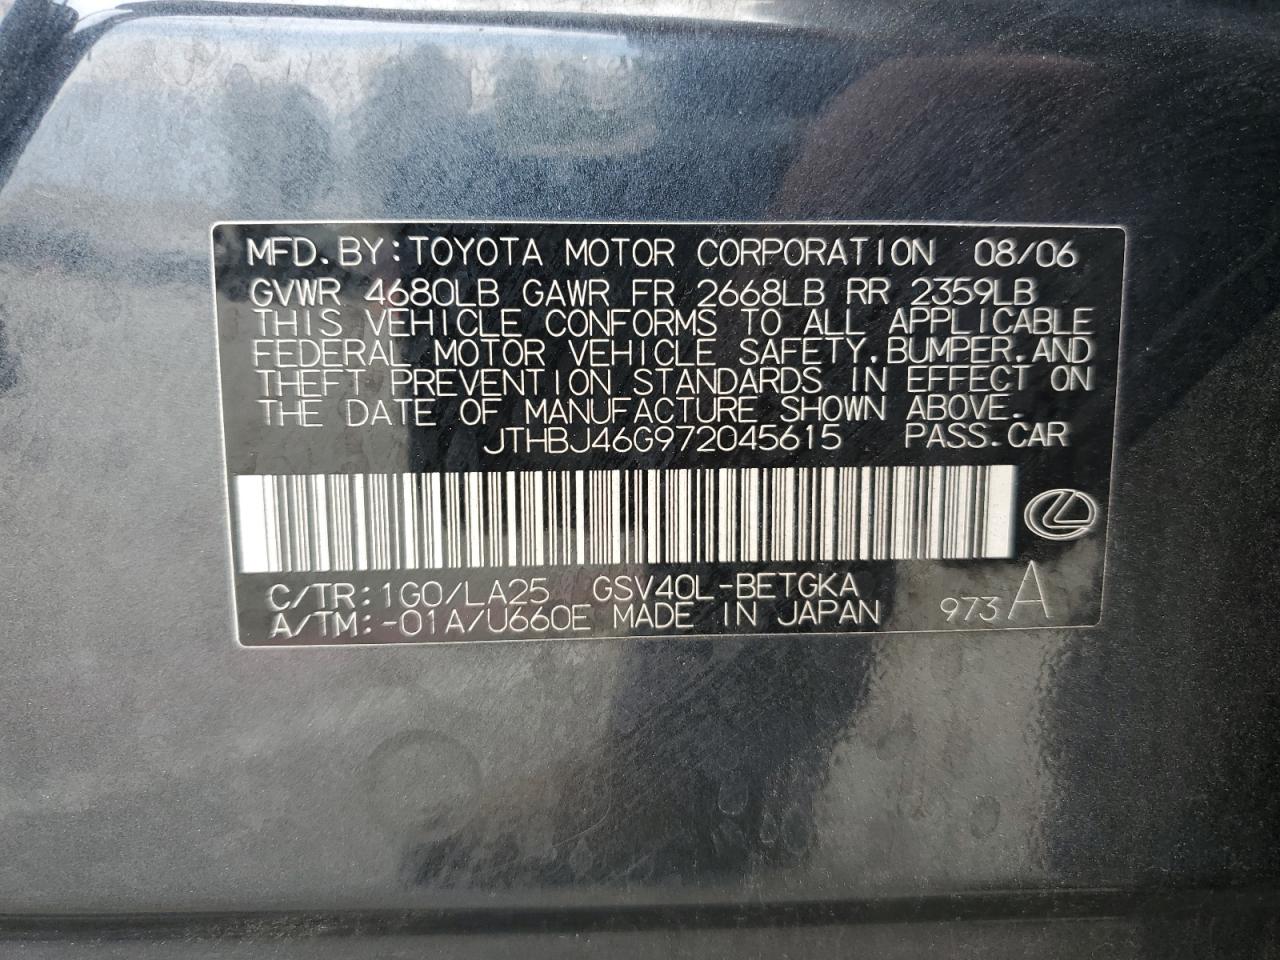 MFD. BY: TOYOTA MOTOR CORPORATION 08/06
GVWR 4680LB GAWR FR 2668LB RR 2359LB
THIS VEHICLE CONFORMS TO ALL APPLICABLE
FEDERAL MOTOR VEHICLE SAFETY, BUMPER, AND
THEFT PREVENTION STANDARDS IN EFFECT ON
THE DATE OF MANUFACTURE SHOWN ABOVE.
JTHBJ46G972045615 PASS. CAR
C/TR: 1G0/LA25 GSV40L-BETGKA
A/TM: -01A/U660E MADE IN JAPAN 973 A